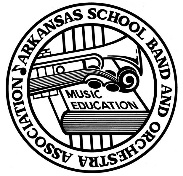 ARKANSAS SCHOOL BAND AND ORCHESTRA ASSOCIATION
MUSIC
EDUCATION